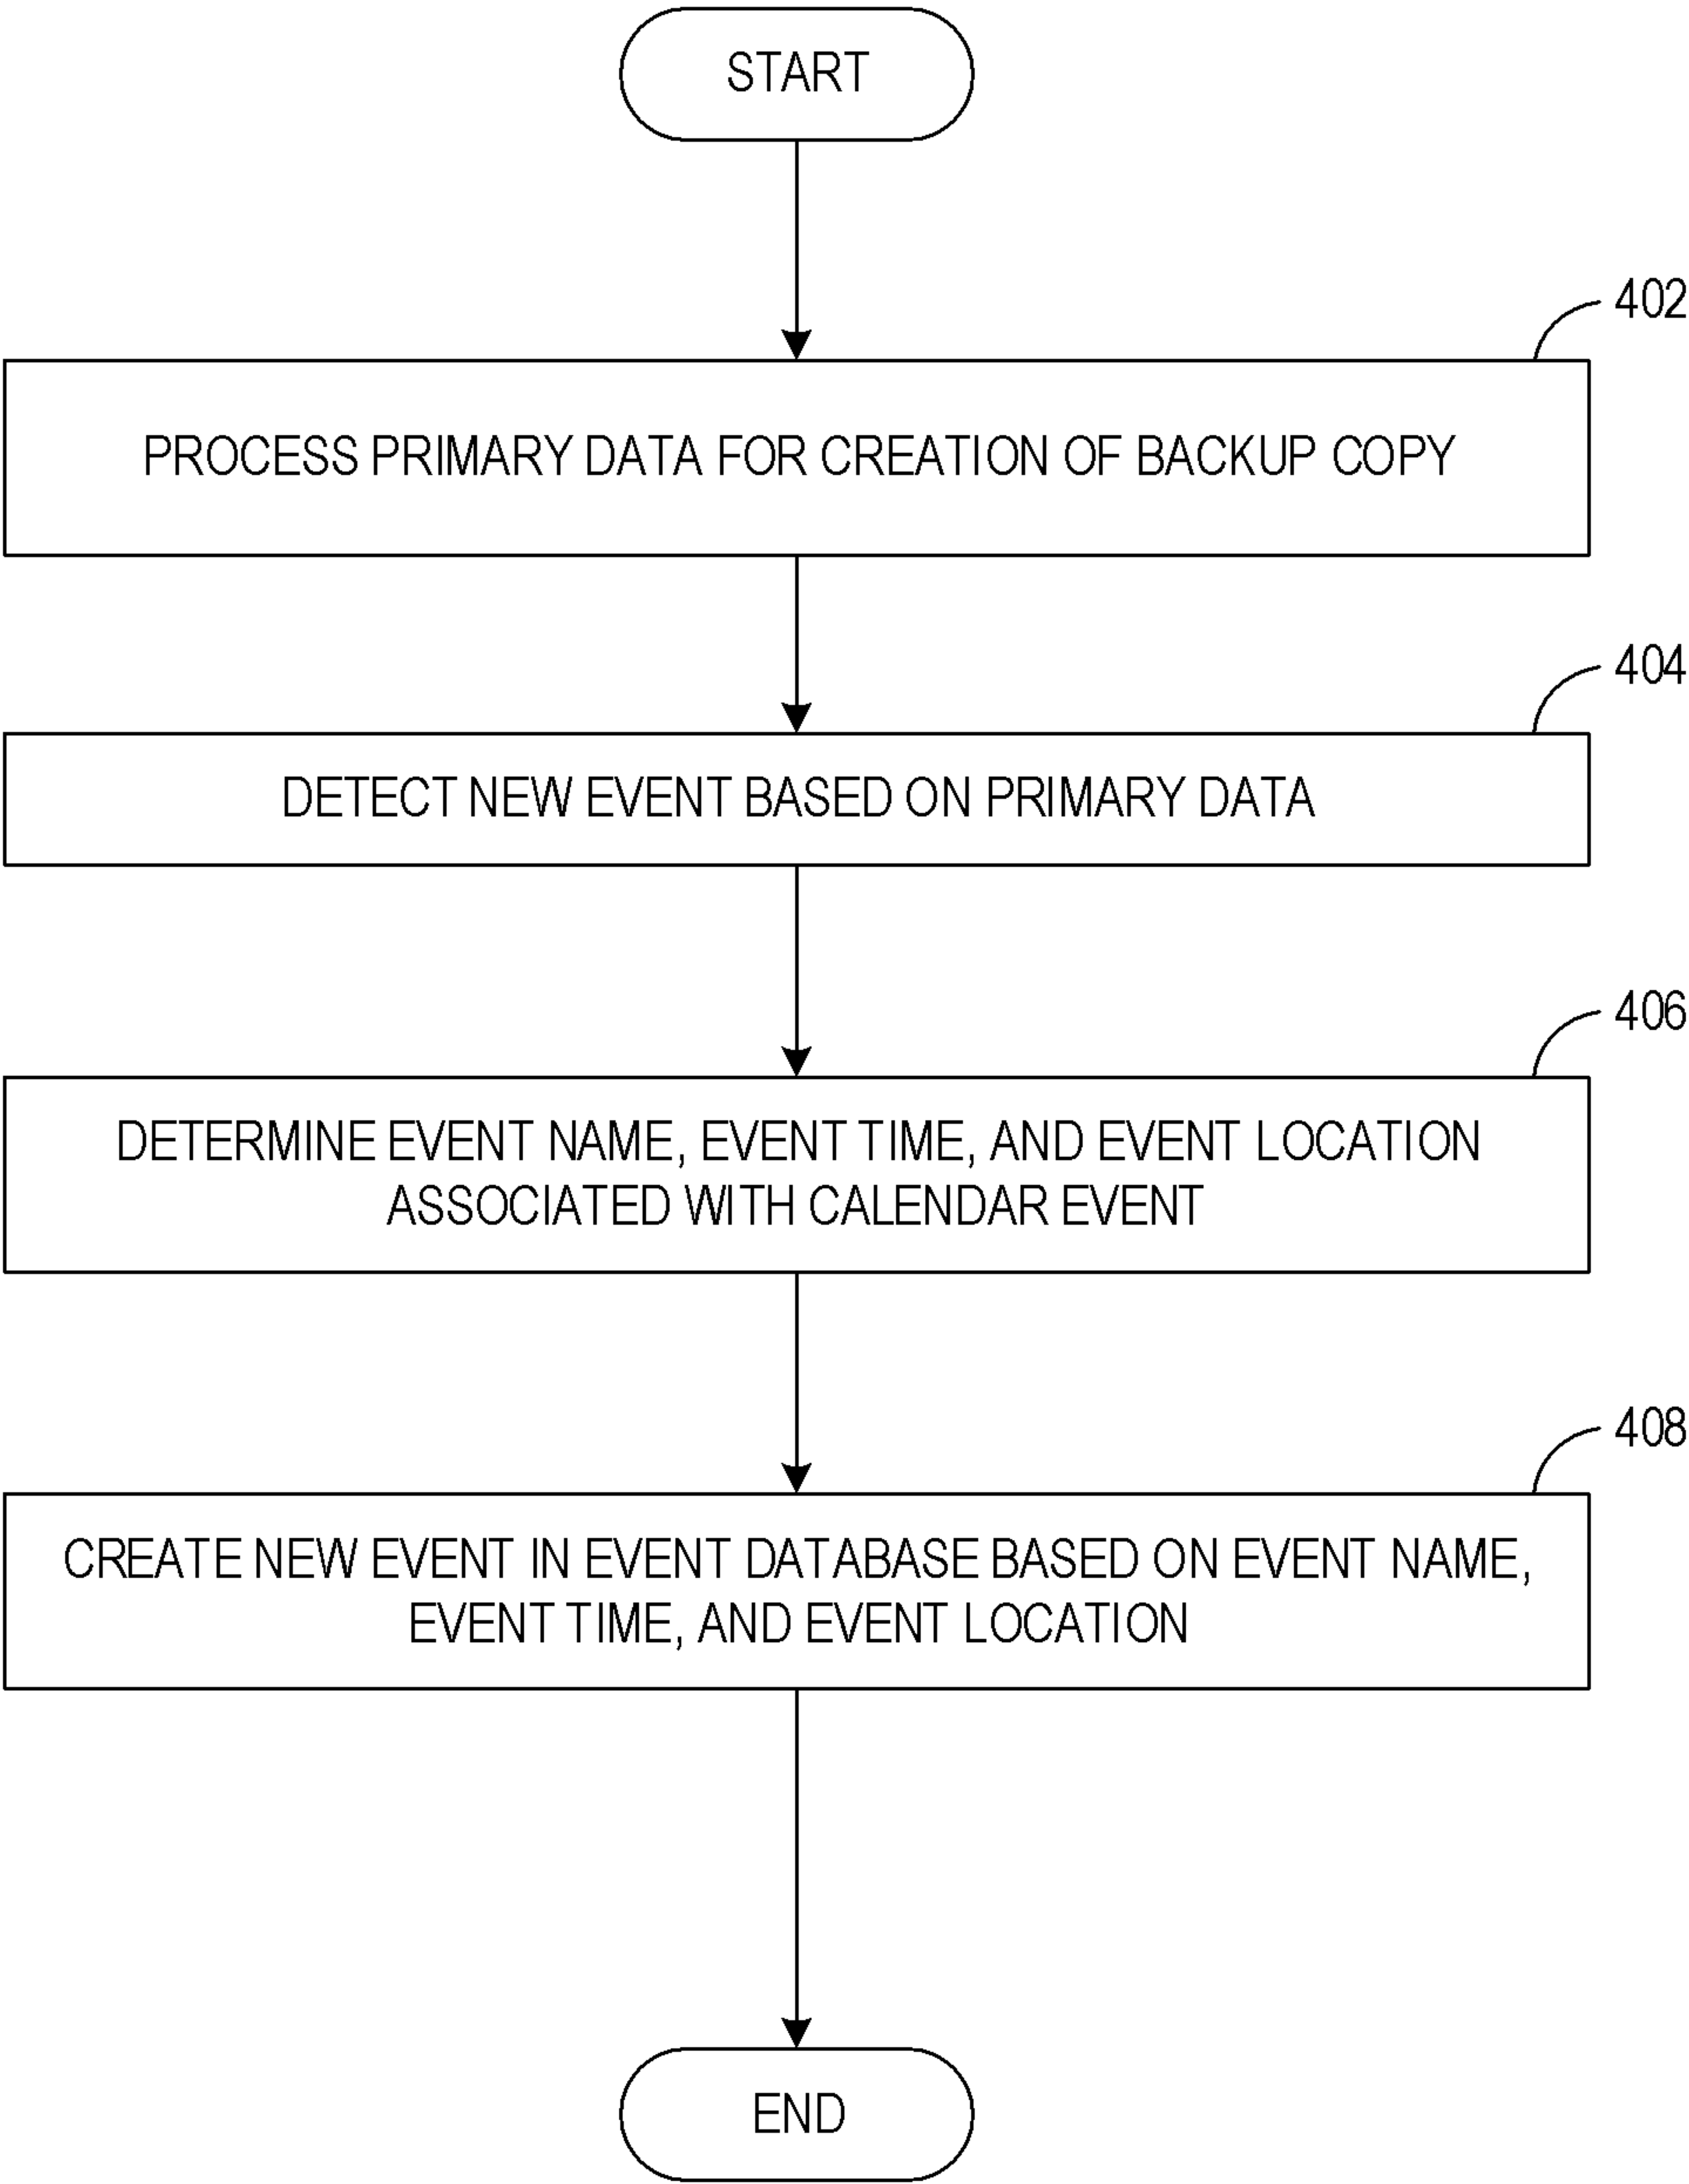 START
402
PROCESS PRIMARY DATA FOR CREATION OF BACKUP COPY
404
DETECT NEW EVENT BASED ON PRIMARY DATA
406
DETERMINE EVENT NAME, EVENT TIME, AND EVENT LOCATION
ASSOCIATED WITH CALENDAR EVENT
408
CREATE NEW EVENT IN EVENT DATABASE BASED ON EVENT NAME,
EVENT TIME, AND EVENT LOCATION
END